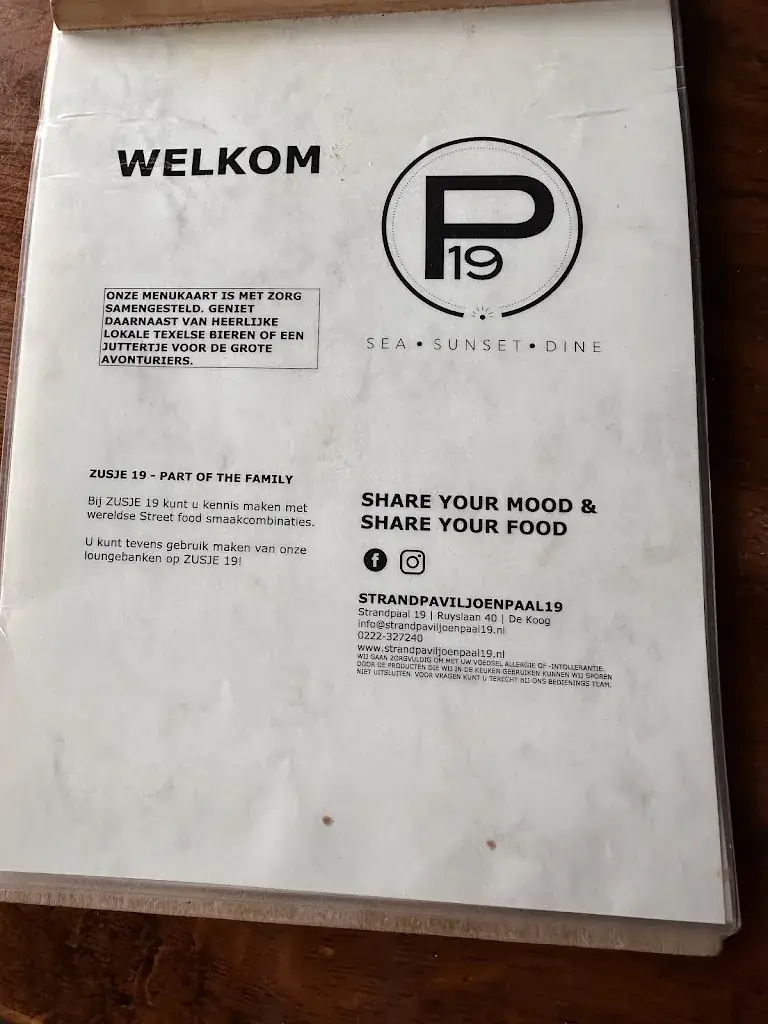 WELKOM
P19
SEA • SUNSET • DINE
ONZE MENUKAART IS MET ZORG
SAMENGESTELD. GENIET
DAARNAAST VAN HEERLIJKE
LOKALE TEXELSE BIEREN OF EEN
JUTTERTJE VOOR DE GROTE
AVONTURIERS.
ZUSJE 19 - PART OF THE FAMILY
Bij ZUSJE 19 kunt u kennis maken met
wereldse Street food smaakcombinaties.
U kunt tevens gebruik maken van onze
loungebanken op ZUSJE 19!
SHARE YOUR MOOD &
SHARE YOUR FOOD
STRANDPAVILJOENPAAL19
Strandpaal 19 | Ruyslaan 40 | De Koog
info@strandpaviljoenpaal19.nl
0222-327240
www.strandpaviljoenpaal19.nl
WIJ GAAN ZORGVULDIG OM MET UW VOEDSEL ALLERGIE OF -INTOLLERANTIE.
DOOR DE PRODUCTEN DIE WIJ IN DE KEUKEN GEBRUIKEN KUNNEN WIJ SPOREN
NIET UITSLUITEN. VOOR VRAGEN KUNT U TERECHT BIJ ONS BEDIENINGS TEAM.